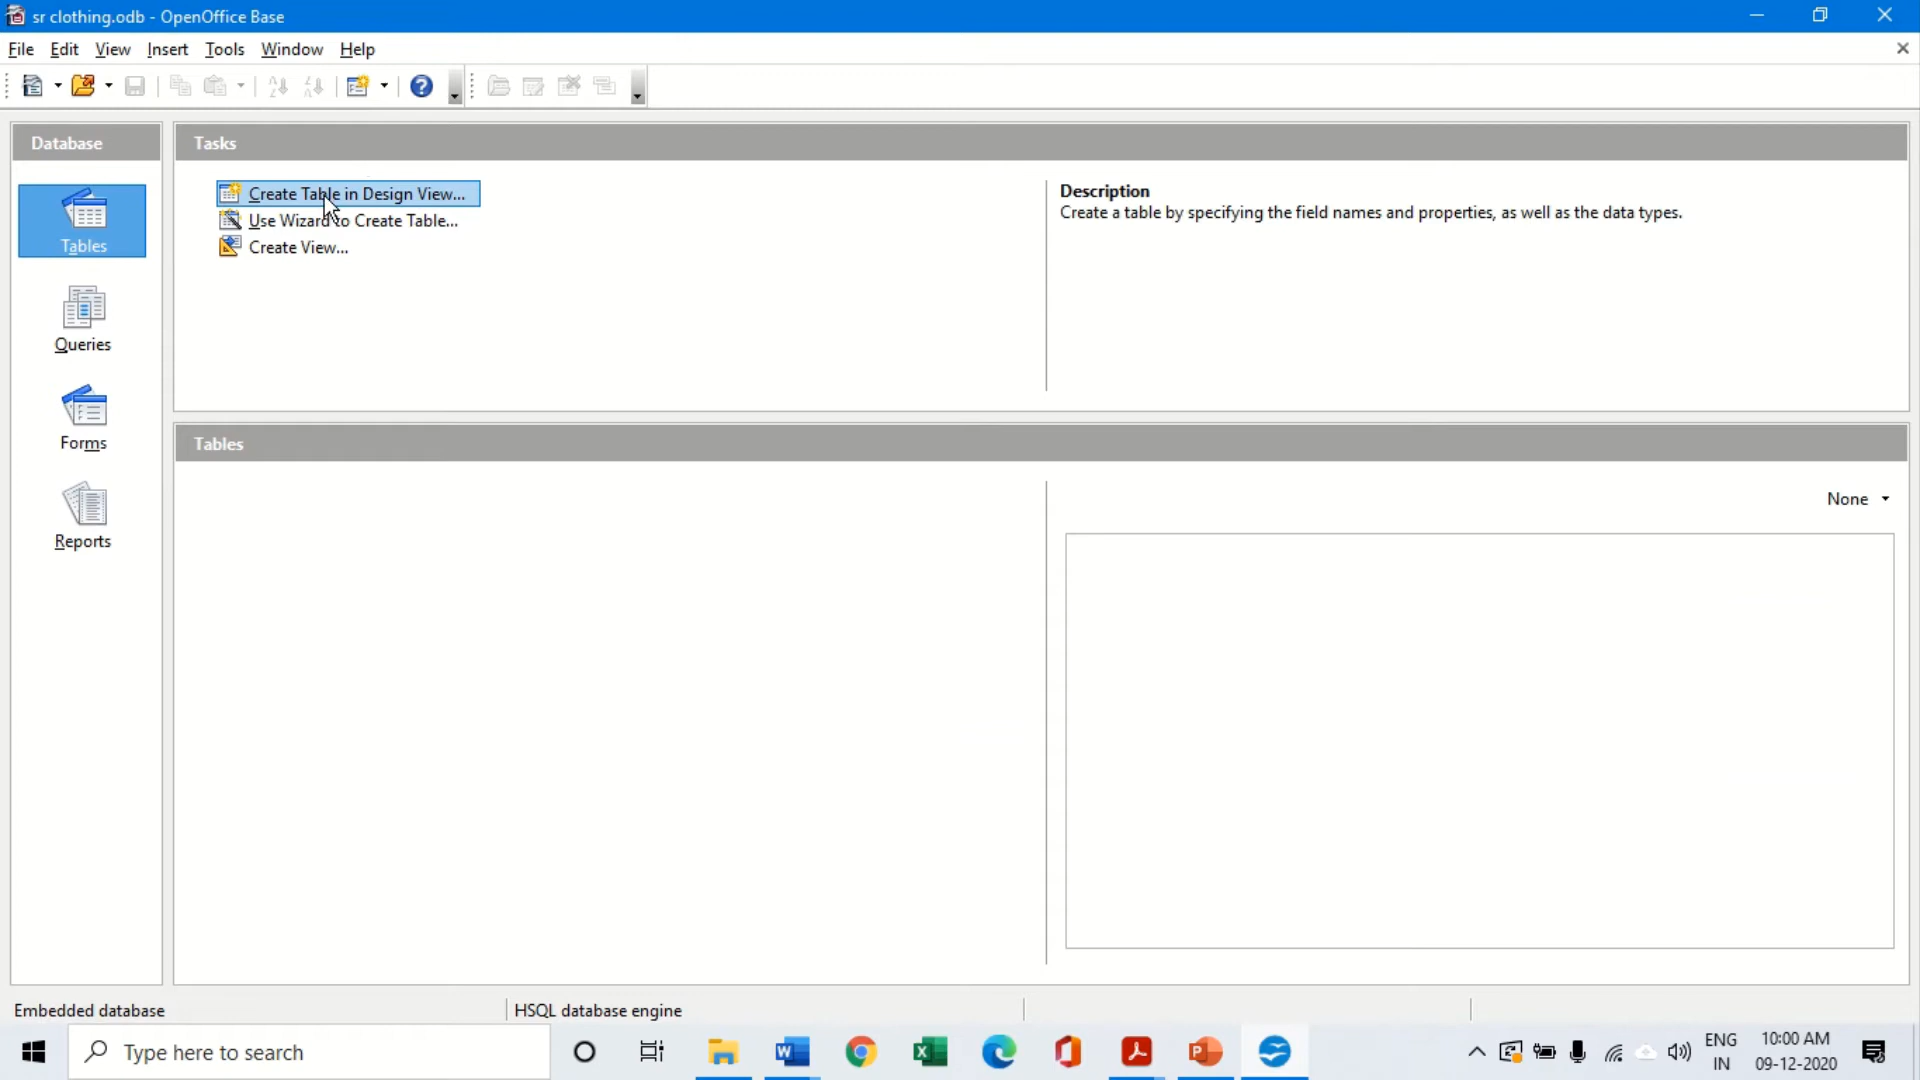 sr clothing.odb - OpenOffice Base
File Edit View Insert Tools Window Help
Database
Tasks
Create Table in Design View...
Use Wizard to Create Table...
Create View...
Description
Create a table by specifying the field names and properties, as well as the data types.
Tables
Queries
Forms
Reports
Tables
None
Embedded database
HSQL database engine
Type here to search
ENG
IN
10:00 AM
09-12-2020